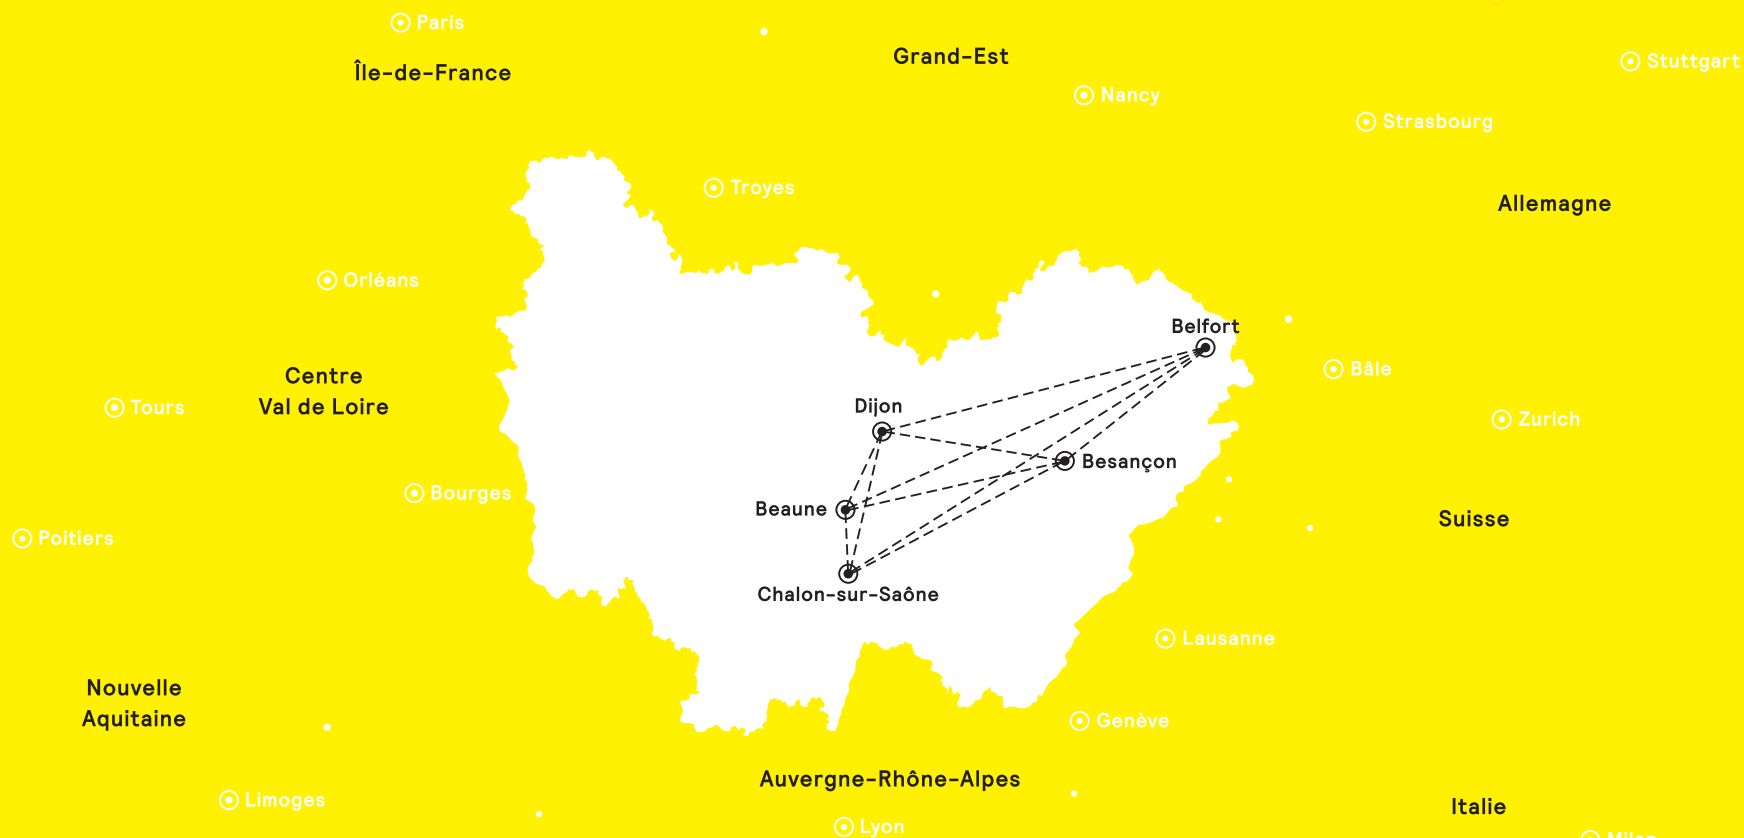 Paris
Île-de-France
Grand-Est
Stuttgart
Nancy
Strasbourg
Troyes
Allemagne
Orléans
Belfort
Bâle
Centre
Val de Loire
Tours
Dijon
Zurich
Besançon
Bourges
Beaune
Suisse
Poitiers
Chalon-sur-Saône
Lausanne
Nouvelle
Aquitaine
Genève
Auvergne-Rhône-Alpes
Limoges
Italie
Lyon